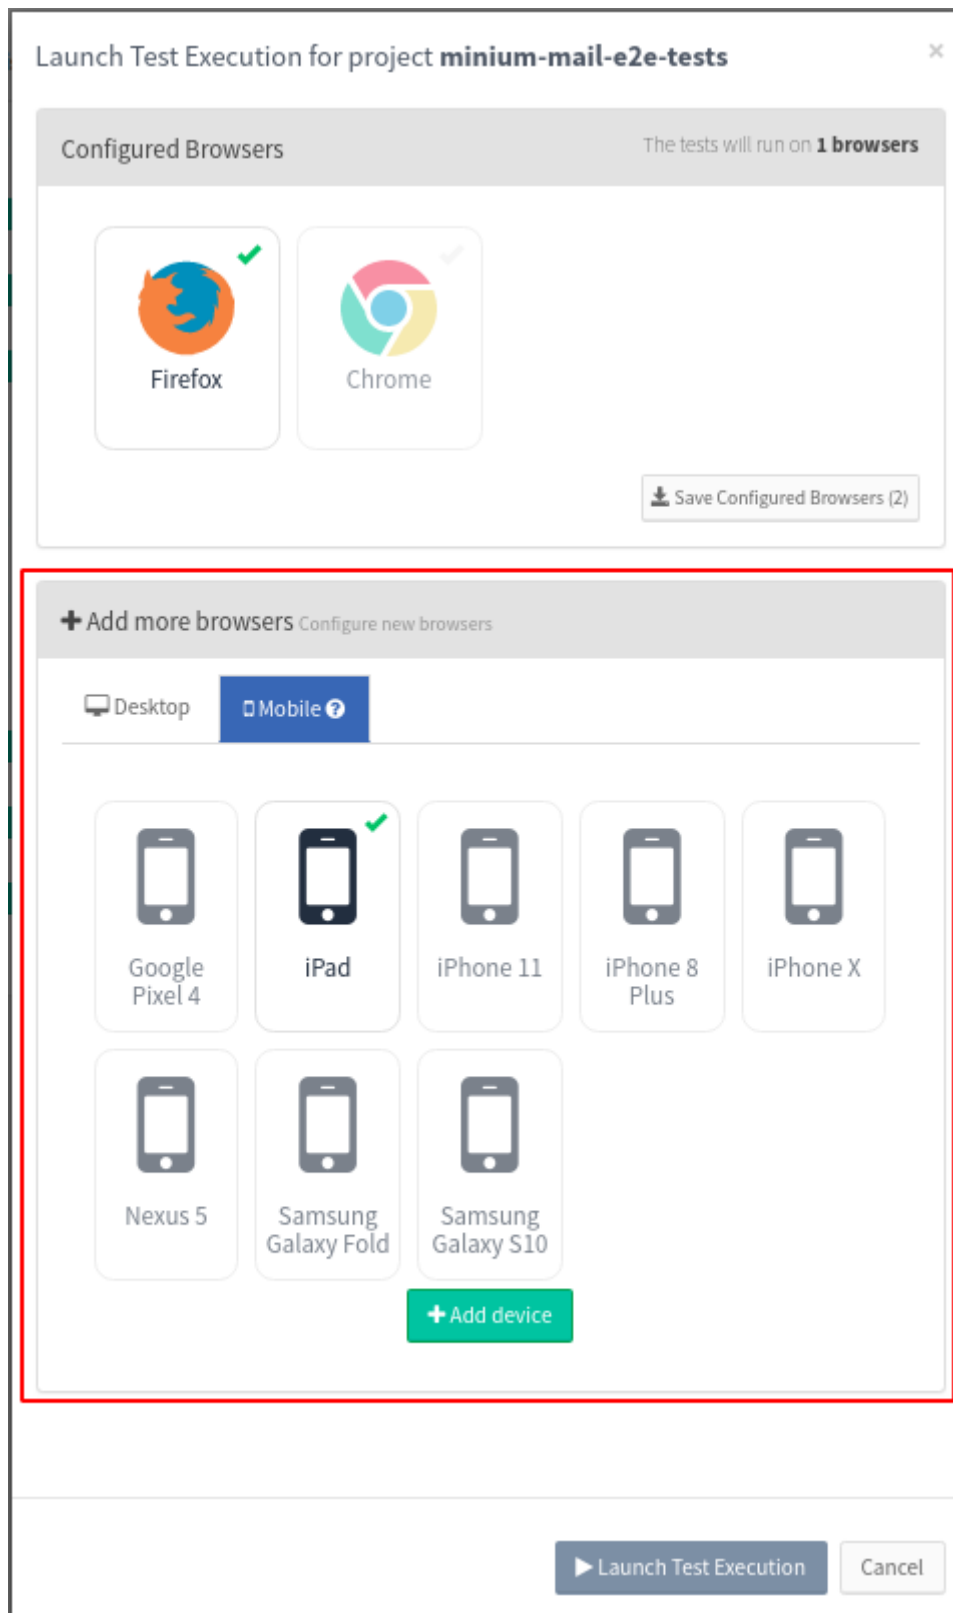 Launch Test Execution for project minium-mail-e2e-tests
×
Configured Browsers
The tests will run on 1 browsers
Firefox
Chrome
Save Configured Browsers (2)
Add more browsers Configure new browsers
Desktop
Mobile
Google
Pixel 4
iPad
iPhone 11
iPhone 8
Plus
iPhone X
Nexus 5
Samsung
Galaxy Fold
Samsung
Galaxy S10
Add device
Launch Test Execution
Cancel